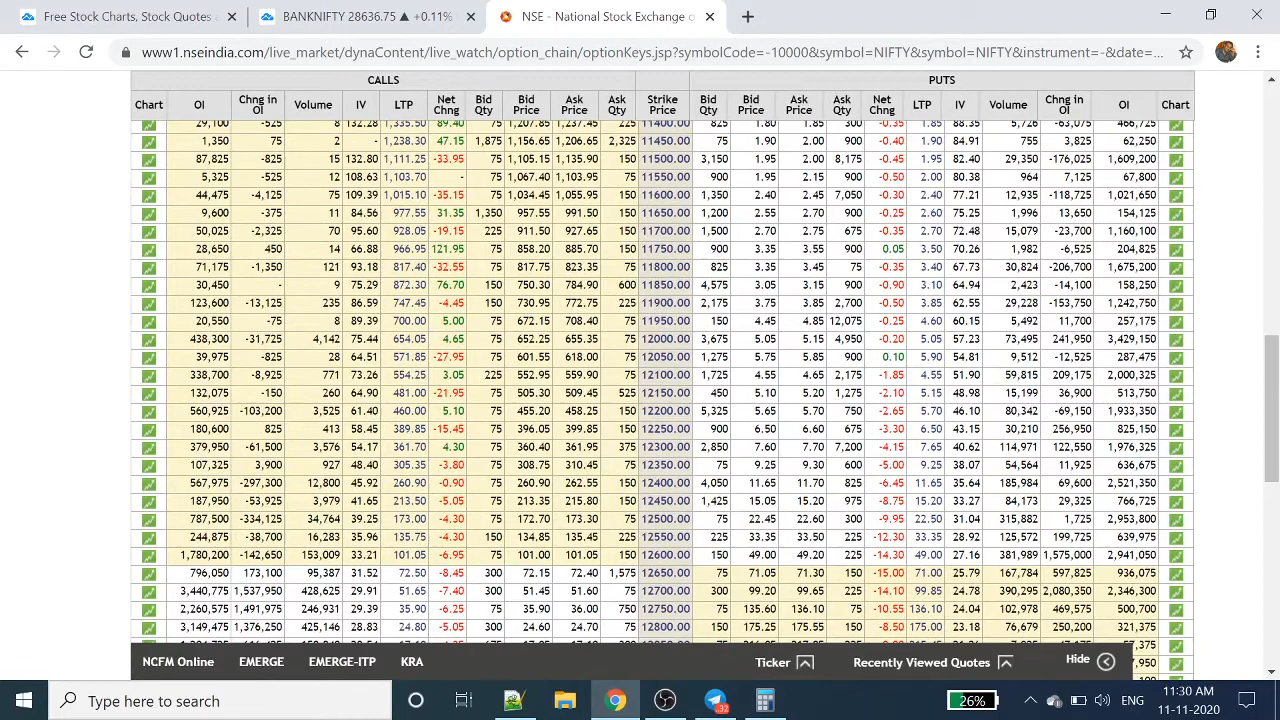 Free Stock Charts, Stock Quotes a
BANKNIFTY 28636.75 ▲ +0.11%
NSE - National Stock Exchange o
www1.nseindia.com/live_market/dynaContent/live_watch/option_chain/optionKeys.jsp?symbolCode=-10000&symbol=NIFTY&symbol=NIFTY&instrument=-&date=...
CALLS PUTS
Chart OI Chng in OI Volume IV LTP Net Chng Bid Qty Bid Price Ask Price Ask Qty Strike Price Bid Qty Bid Price Ask Price Ask Qty Net Chng LTP IV Volume Chng in OI OI Chart
29,100 -525 8 132.28 1,335.50 89.40 75 1,207.85 1,237.45 225 11400.00 825 1.80 1.85 300 -0.35 1.85 88.35 5,726 -63,075 466,725
1,350 75 2 - 1,238.30 47.15 1,875 1,156.65 1,206.65 2,325 11450.00 75 1.90 2.00 900 -0.40 1.90 84.91 755 3,825 62,250
87,825 -825 15 132.80 1,111.25 -33.95 75 1,105.15 1,135.90 150 11500.00 3,150 1.95 2.00 8,175 -0.45 1.95 82.40 29,350 -176,025 1,609,200
5,325 -525 12 108.63 1,103.70 - 75 1,067.40 1,103.95 75 11550.00 900 1.95 2.15 900 -0.50 2.00 80.38 964 7,125 67,800
44,475 -4,125 75 109.39 1,015.10 -35.15 75 1,034.45 1,055.95 150 11600.00 1,350 2.40 2.45 7,050 -0.30 2.40 77.21 12,935 -118,725 1,021,650
9,600 -375 11 84.56 977.55 31.35 1,350 957.55 991.50 150 11650.00 1,200 2.55 2.70 900 -0.25 2.60 75.25 1,996 13,650 154,125
50,025 -2,325 70 95.60 928.05 -19.15 225 911.50 927.65 150 11700.00 1,500 2.70 2.75 675 -0.35 2.70 72.48 15,079 -23,700 1,160,100
28,650 450 14 66.88 966.95 121.95 75 858.20 885.70 150 11750.00 900 3.35 3.55 900 0.05 3.50 70.26 1,982 -6,525 204,825
71,175 -1,350 121 93.18 817.40 -32.55 75 817.75 823.35 75 11800.00 825 3.35 3.45 75 -0.35 3.40 67.73 30,824 -206,700 1,675,200
30,450 - 9 75.29 872.30 76.70 150 750.30 784.90 600 11850.00 4,575 3.05 3.15 900 -0.90 3.10 64.94 2,423 -14,100 158,250
123,600 -13,125 235 86.59 747.45 -4.45 150 730.95 772.75 225 11900.00 2,175 3.75 3.85 2,700 -0.50 3.85 62.55 29,228 -153,750 1,242,750
20,550 -75 8 89.39 700.00 5.00 75 672.15 708.40 75 11950.00 150 4.45 4.85 12,075 -0.25 4.60 60.15 5,492 11,700 257,175
438,300 -31,725 4,142 75.44 654.05 4.65 75 652.25 655.35 75 12000.00 3,675 5.05 5.15 4,950 -0.20 5.05 57.23 73,495 241,950 3,429,150
39,975 -825 28 64.51 571.85 -27.95 75 601.55 618.00 75 12050.00 1,275 5.75 5.85 900 0.10 5.90 54.81 9,512 -12,525 287,475
338,700 -8,925 771 73.26 554.25 3.05 225 552.95 559.90 75 12100.00 1,725 4.55 4.65 2,175 -1.85 4.55 51.90 59,815 209,175 2,000,325
132,075 -150 260 64.90 481.00 -21.95 75 505.30 509.45 525 12150.00 450 5.10 5.20 1,275 -2.10 5.15 48.98 15,199 36,900 513,750
560,925 -103,200 3,525 61.40 460.00 5.10 75 455.20 458.25 150 12200.00 5,325 5.65 5.70 750 -2.65 5.70 46.10 80,342 -69,150 1,933,350
180,600 825 413 58.45 389.85 -15.45 75 396.05 399.85 150 12250.00 900 6.50 6.60 675 -3.30 6.50 43.15 30,210 256,950 825,150
379,950 -61,500 3,576 54.17 361.70 4.30 75 360.40 361.95 375 12300.00 2,850 7.60 7.70 7,200 -4.15 7.65 40.62 114,971 122,550 1,976,325
107,325 3,900 927 48.40 305.35 -3.80 75 308.75 310.45 75 12350.00 75 9.25 9.30 600 -5.00 9.25 38.07 54,564 11,925 636,675
567,975 -297,300 12,800 45.92 260.90 -0.90 75 260.90 262.55 150 12400.00 4,050 11.65 11.70 825 -6.45 11.65 35.64 185,984 69,600 2,521,350
187,950 -53,925 3,979 41.65 213.50 -5.05 75 213.35 215.80 150 12450.00 1,425 15.05 15.20 975 -8.75 15.20 33.27 84,173 29,325 766,725
787,500 -334,125 34,764 39.25 173.00 -4.30 75 172.70 173.30 75 12500.00 75 22.45 22.60 300 -9.95 22.50 31.04 315,882 1,725 2,953,800
244,875 -38,700 16,283 35.96 135.75 -4.30 225 134.85 135.45 150 12550.00 225 33.35 33.50 225 -12.30 33.35 28.92 125,572 199,725 639,975
1,780,200 -142,650 153,009 33.21 101.05 -6.95 75 101.00 101.05 150 12600.00 150 49.00 49.20 225 -14.30 49.00 27.16 381,989 1,575,000 2,941,050
796,050 173,100 95,387 31.52 72.50 -8.45 300 72.15 72.40 1,575 12650.00 75 71.05 71.30 150 -15.00 71.00 25.79 167,784 597,825 936,075
3,440,775 1,537,950 428,625 29.91 51.65 -7.40 300 51.45 51.60 75 12700.00 300 99.20 99.65 225 -14.10 99.85 24.78 390,295 2,080,350 2,346,300
2,260,575 1,491,975 246,931 29.39 35.90 -6.25 75 35.90 36.00 750 12750.00 75 135.60 136.10 75 -10.55 136.10 24.04 102,978 469,575 500,700
3,149,475 1,376,250 425,146 28.83 24.80 -5.05 300 24.60 24.70 75 12800.00 75 175.25 175.55 150 -8.50 175.00 23.18 76,679 250,200 321,375
NCFM Online EMERGE EMERGE-ITP KRA Ticker Recently Viewed Quotes Hide
Type here to search
32
26%
ENG
11:30 AM
11-11-2020